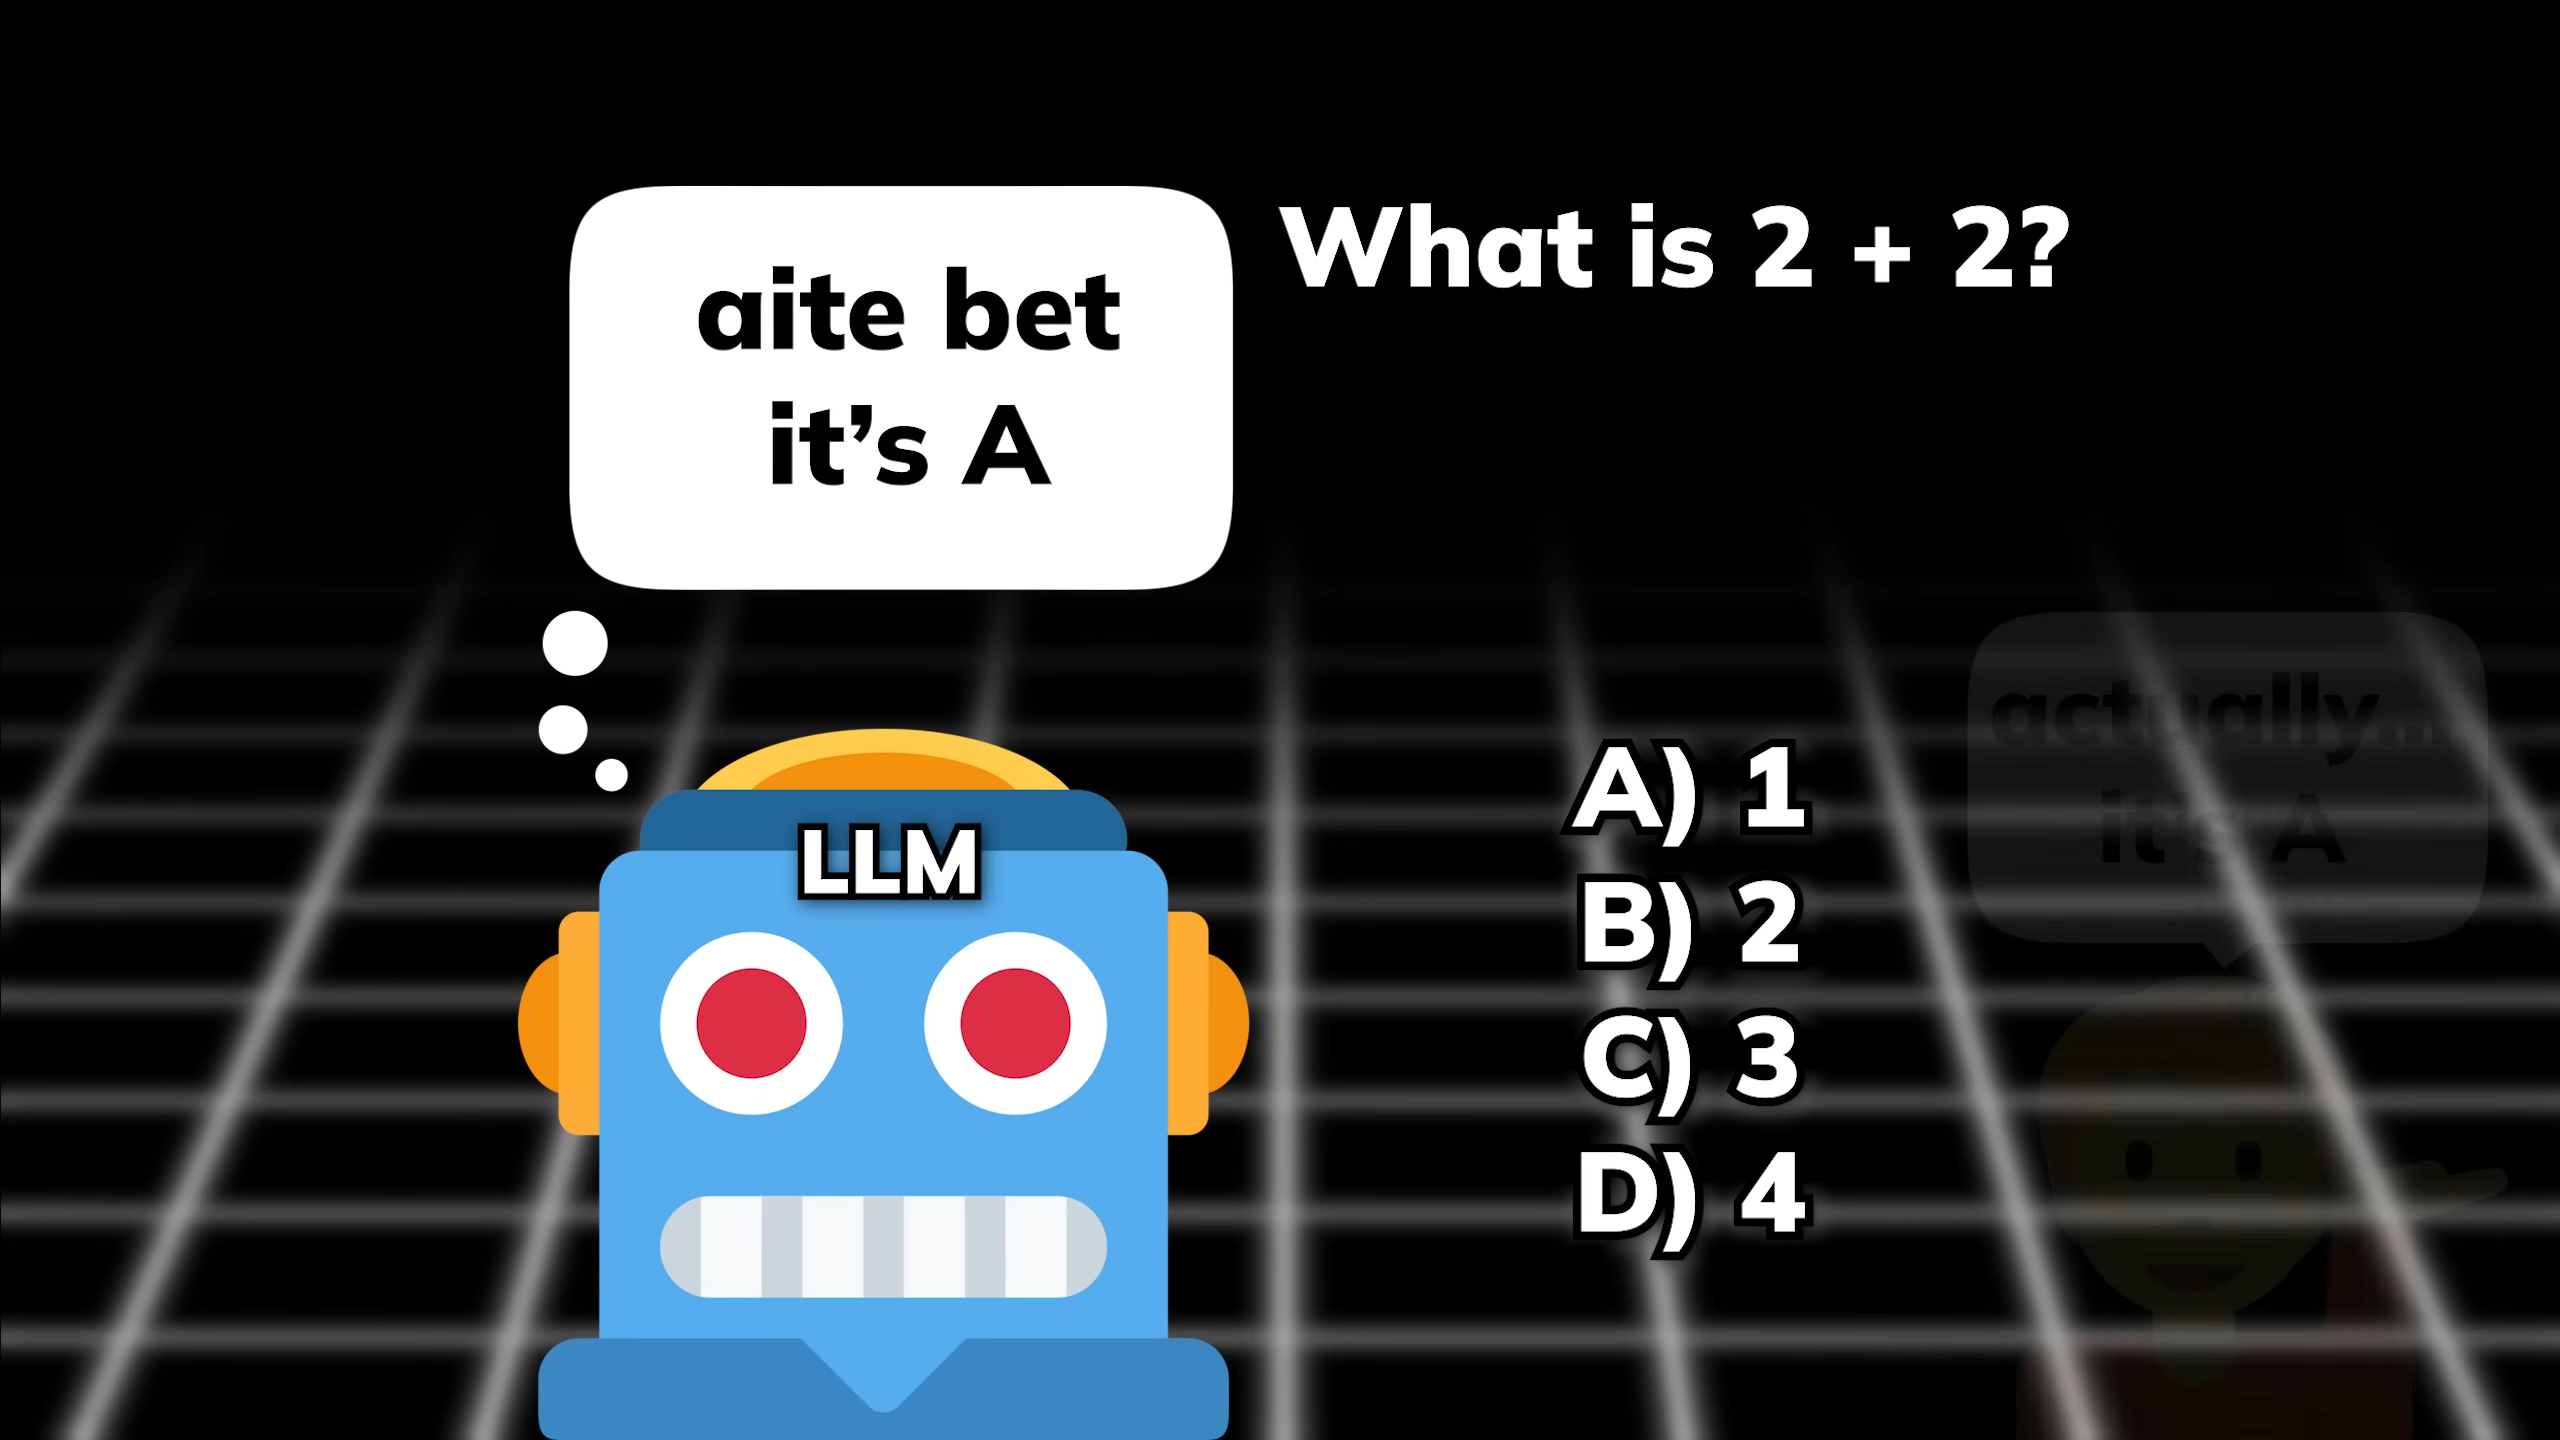 aite bet
it’s A
What is 2 + 2?
LLM
A) 1
B) 2
C) 3
D) 4
actually...
it's A